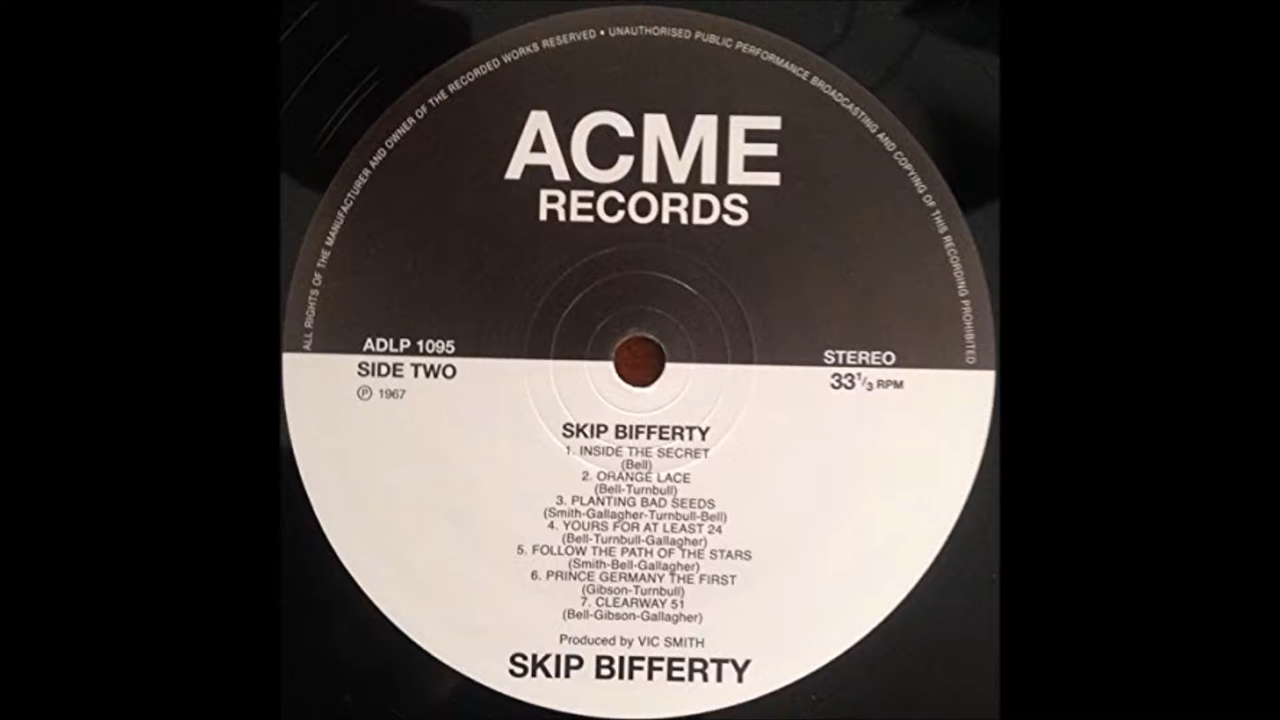 ALL RIGHTS OF THE MANUFACTURER AND OWNER OF THE RECORDED WORKS RESERVED • UNAUTHORISED PUBLIC PERFORMANCE BROADCASTING AND COPYING OF THIS RECORDING PROHIBITED
ACME
RECORDS
ADLP 1095
STEREO
SIDE TWO
33 1/3 RPM
Ⓟ 1967
SKIP BIFFERTY
1. INSIDE THE SECRET
(Bell)
2. ORANGE LACE
(Bell-Turnbull)
3. PLANTING BAD SEEDS
(Smith-Gallagher-Turnbull-Bell)
4. YOURS FOR AT LEAST 24
(Bell-Turnbull-Gallagher)
5. FOLLOW THE PATH OF THE STARS
(Smith-Bell-Gallagher)
6. PRINCE GERMANY THE FIRST
(Gibson-Turnbull)
7. CLEARWAY 51
(Bell-Gibson-Gallagher)
Produced by VIC SMITH
SKIP BIFFERTY